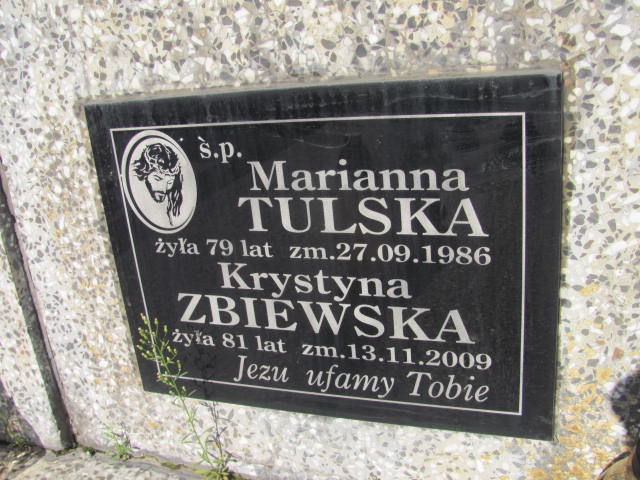 ś.p.
Marianna
TULSKA
żyła 79 lat zm.27.09.1986
Krystyna
ZBIEWSKA
żyła 81 lat zm.13.11.2009
Jezu ufamy Tobie